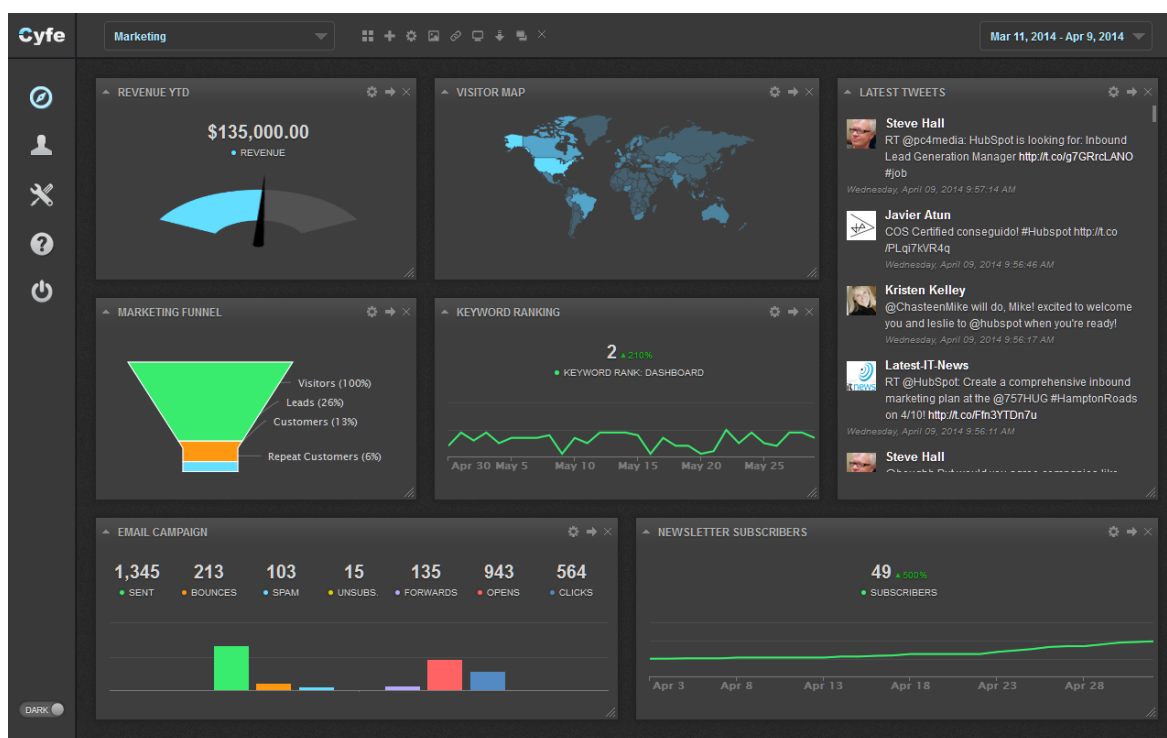 Cyfe
Marketing
Mar 11, 2014 - Apr 9, 2014
REVENUE YTD
$135,000.00
REVENUE
VISITOR MAP
LATEST TWEETS
Steve Hall
RT @pc4media: HubSpot is looking for: Inbound
Lead Generation Manager http://t.co/g7GRrcLANO
#job
Wednesday, April 09, 2014 9:57:14 AM
Javier Atun
COS Certified conseguido! #Hubspot http://t.co
/PLqi7kVR4q
Wednesday, April 09, 2014 9:56:46 AM
Kristen Kelley
@ChasteenMike will do, Mike! excited to welcome
you and leslie to @hubspot when you're ready!
Wednesday, April 09, 2014 9:56:17 AM
Latest-IT-News
RT @HubSpot: Create a comprehensive inbound
marketing plan at the @757HUG #HamptonRoads
on 4/10! http://t.co/Ffn3YTDn7u
Wednesday, April 09, 2014 9:56:11 AM
Steve Hall
MARKETING FUNNEL
Visitors (100%)
Leads (26%)
Customers (13%)
Repeat Customers (6%)
KEYWORD RANKING
2 210%
KEYWORD RANK: DASHBOARD
Apr 30 May 5 May 10 May 15 May 20 May 25
EMAIL CAMPAIGN
1,345 213 103 15 135 943 564
SENT BOUNCES SPAM UNSUBS. FORWARDS OPENS CLICKS
NEWSLETTER SUBSCRIBERS
49 500%
SUBSCRIBERS
Apr 3 Apr 8 Apr 13 Apr 18 Apr 23 Apr 28
DARK